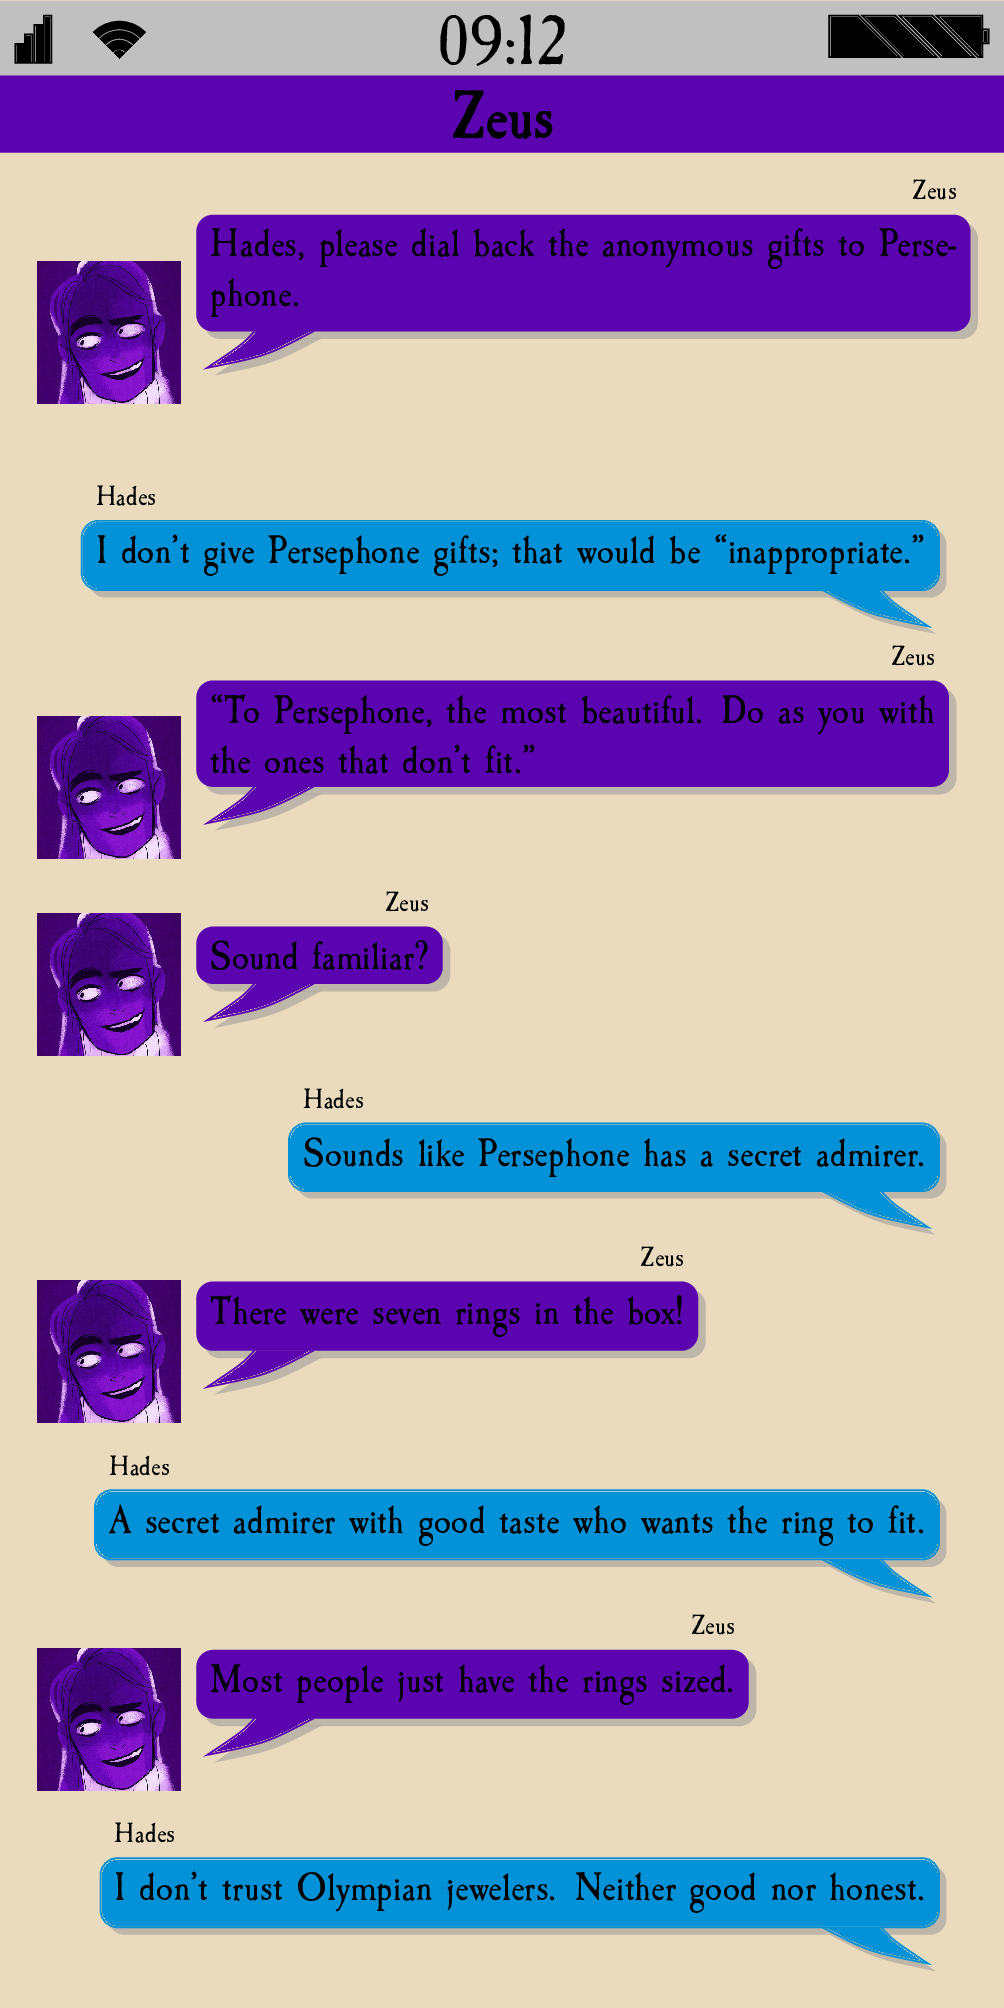 09:12
Zeus
Zeus
Hades, please dial back the anonymous gifts to Perse-
phone.
Hades
I don't give Persephone gifts; that would be “inappropriate.”
Zeus
“To Persephone, the most beautiful. Do as you with
the ones that don't fit.”
Zeus
Sound familiar?
Hades
Sounds like Persephone has a secret admirer.
Zeus
There were seven rings in the box!
Hades
A secret admirer with good taste who wants the ring to fit.
Zeus
Most people just have the rings sized.
Hades
I don't trust Olympian jewelers. Neither good nor honest.